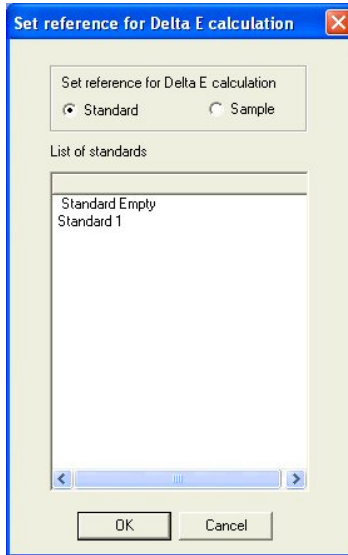 Set reference for Delta E calculation
Set reference for Delta E calculation
Standard Sample
List of standards
Standard Empty
Standard 1
OK Cancel